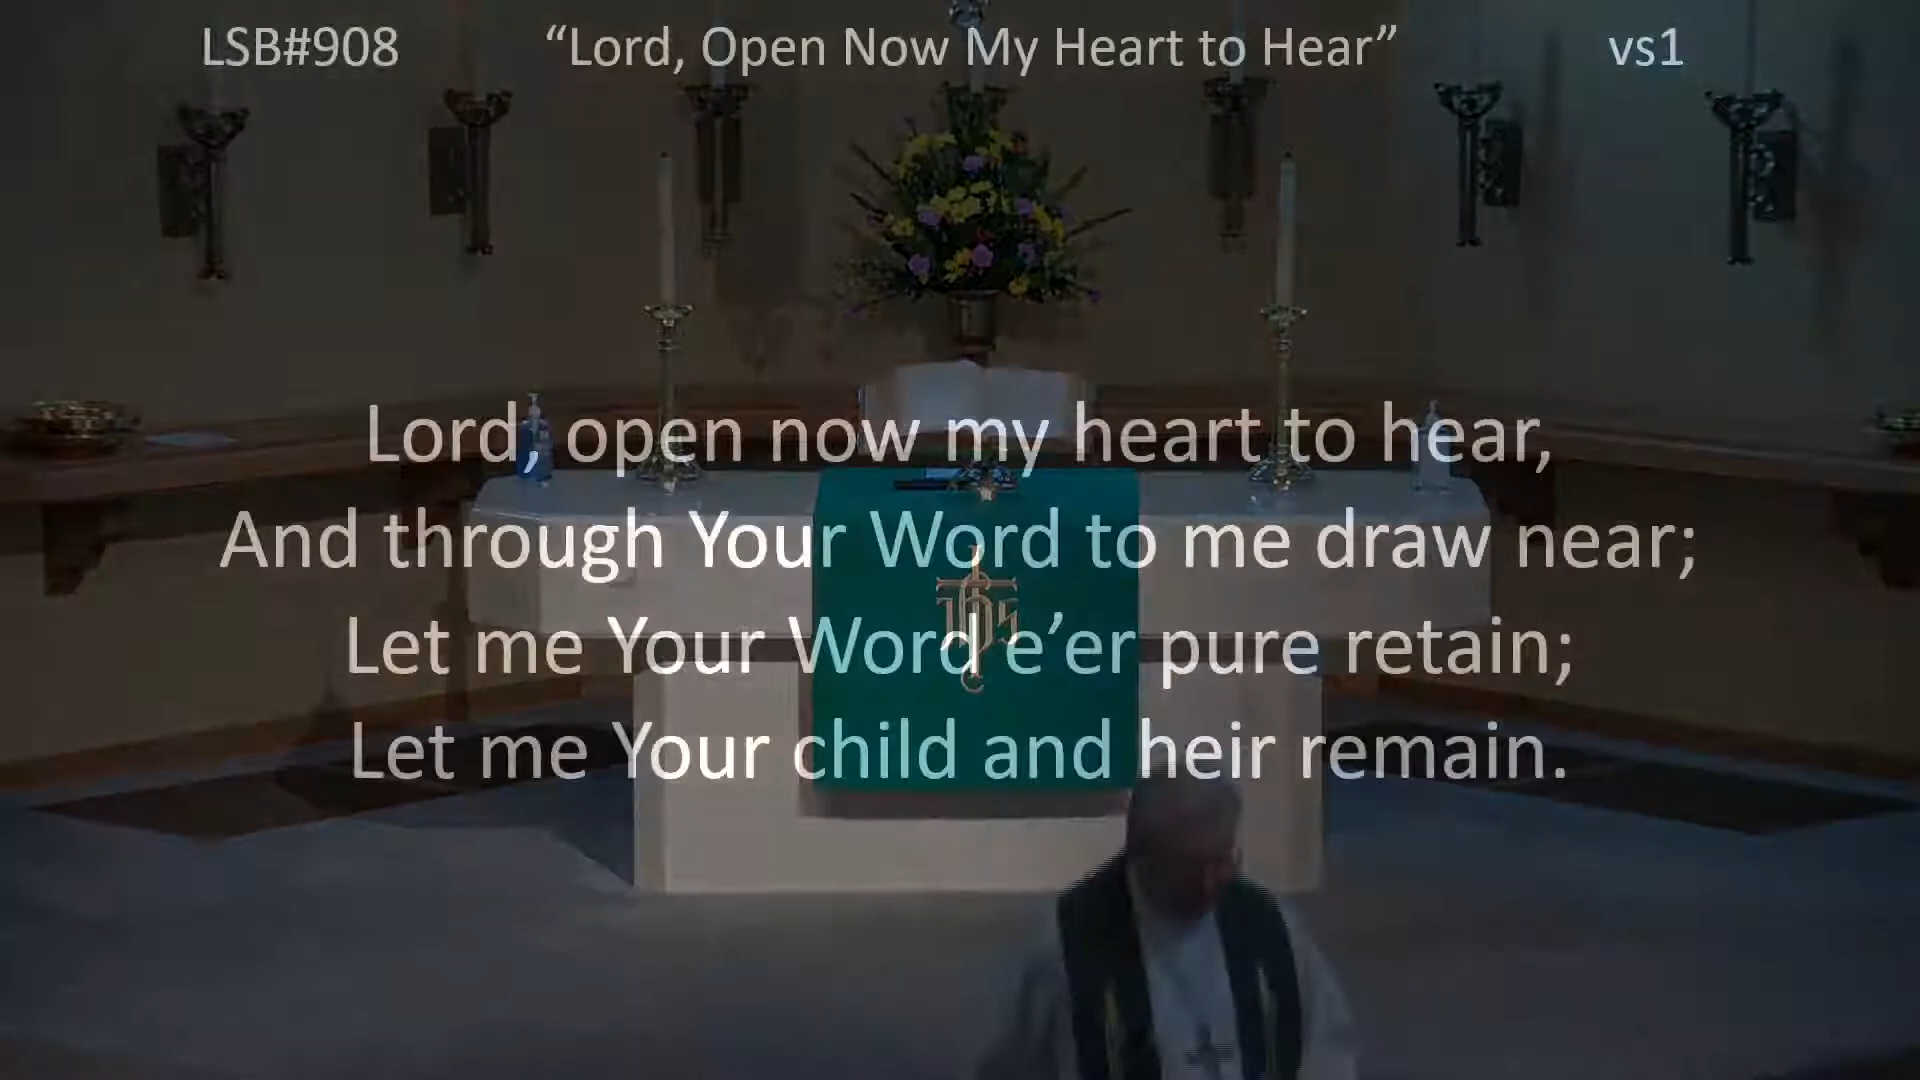 LSB#908 “Lord, Open Now My Heart to Hear” vs1
Lord, open now my heart to hear,
And through Your Word to me draw near;
Let me Your Word e’er pure retain;
Let me Your child and heir remain.
IHS